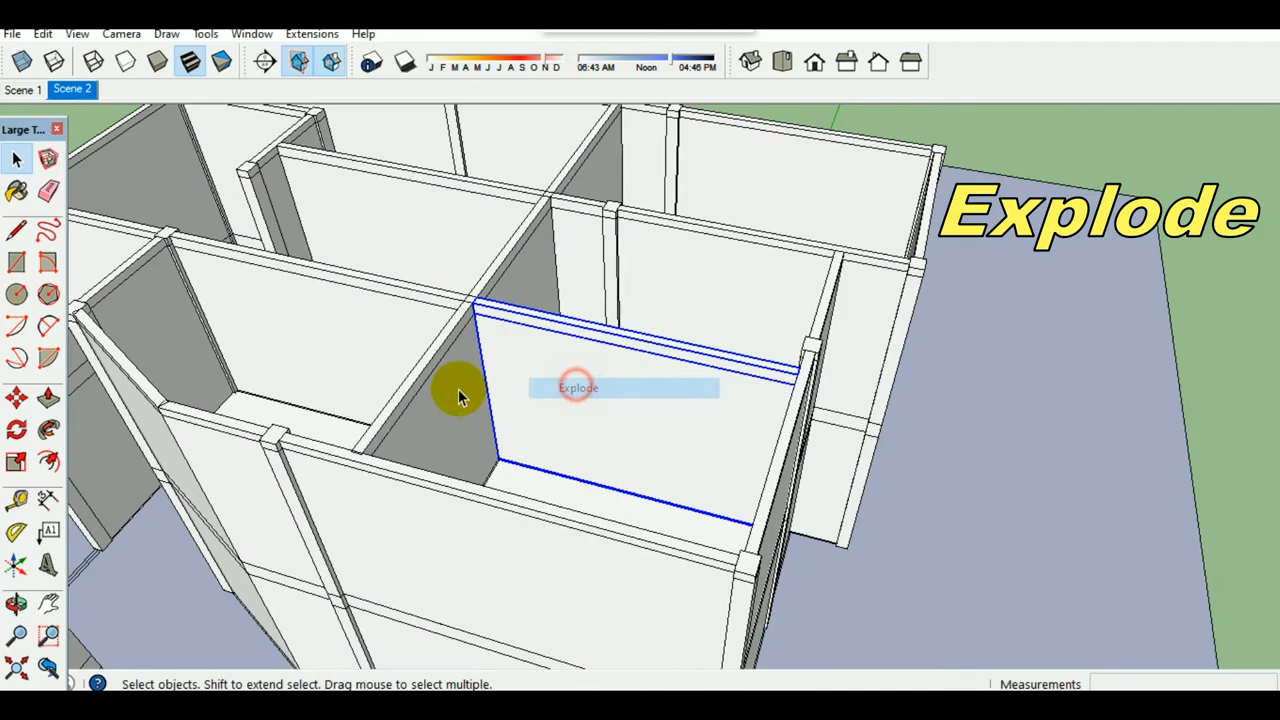 File Edit View Camera Draw Tools Window Extensions Help
J F M A M J J A S O N D
06:43 AM Noon 04:46 PM
Scene 1 Scene 2
Large T...
Explode
Explode
A1
Select objects. Shift to extend select. Drag mouse to select multiple.
Measurements